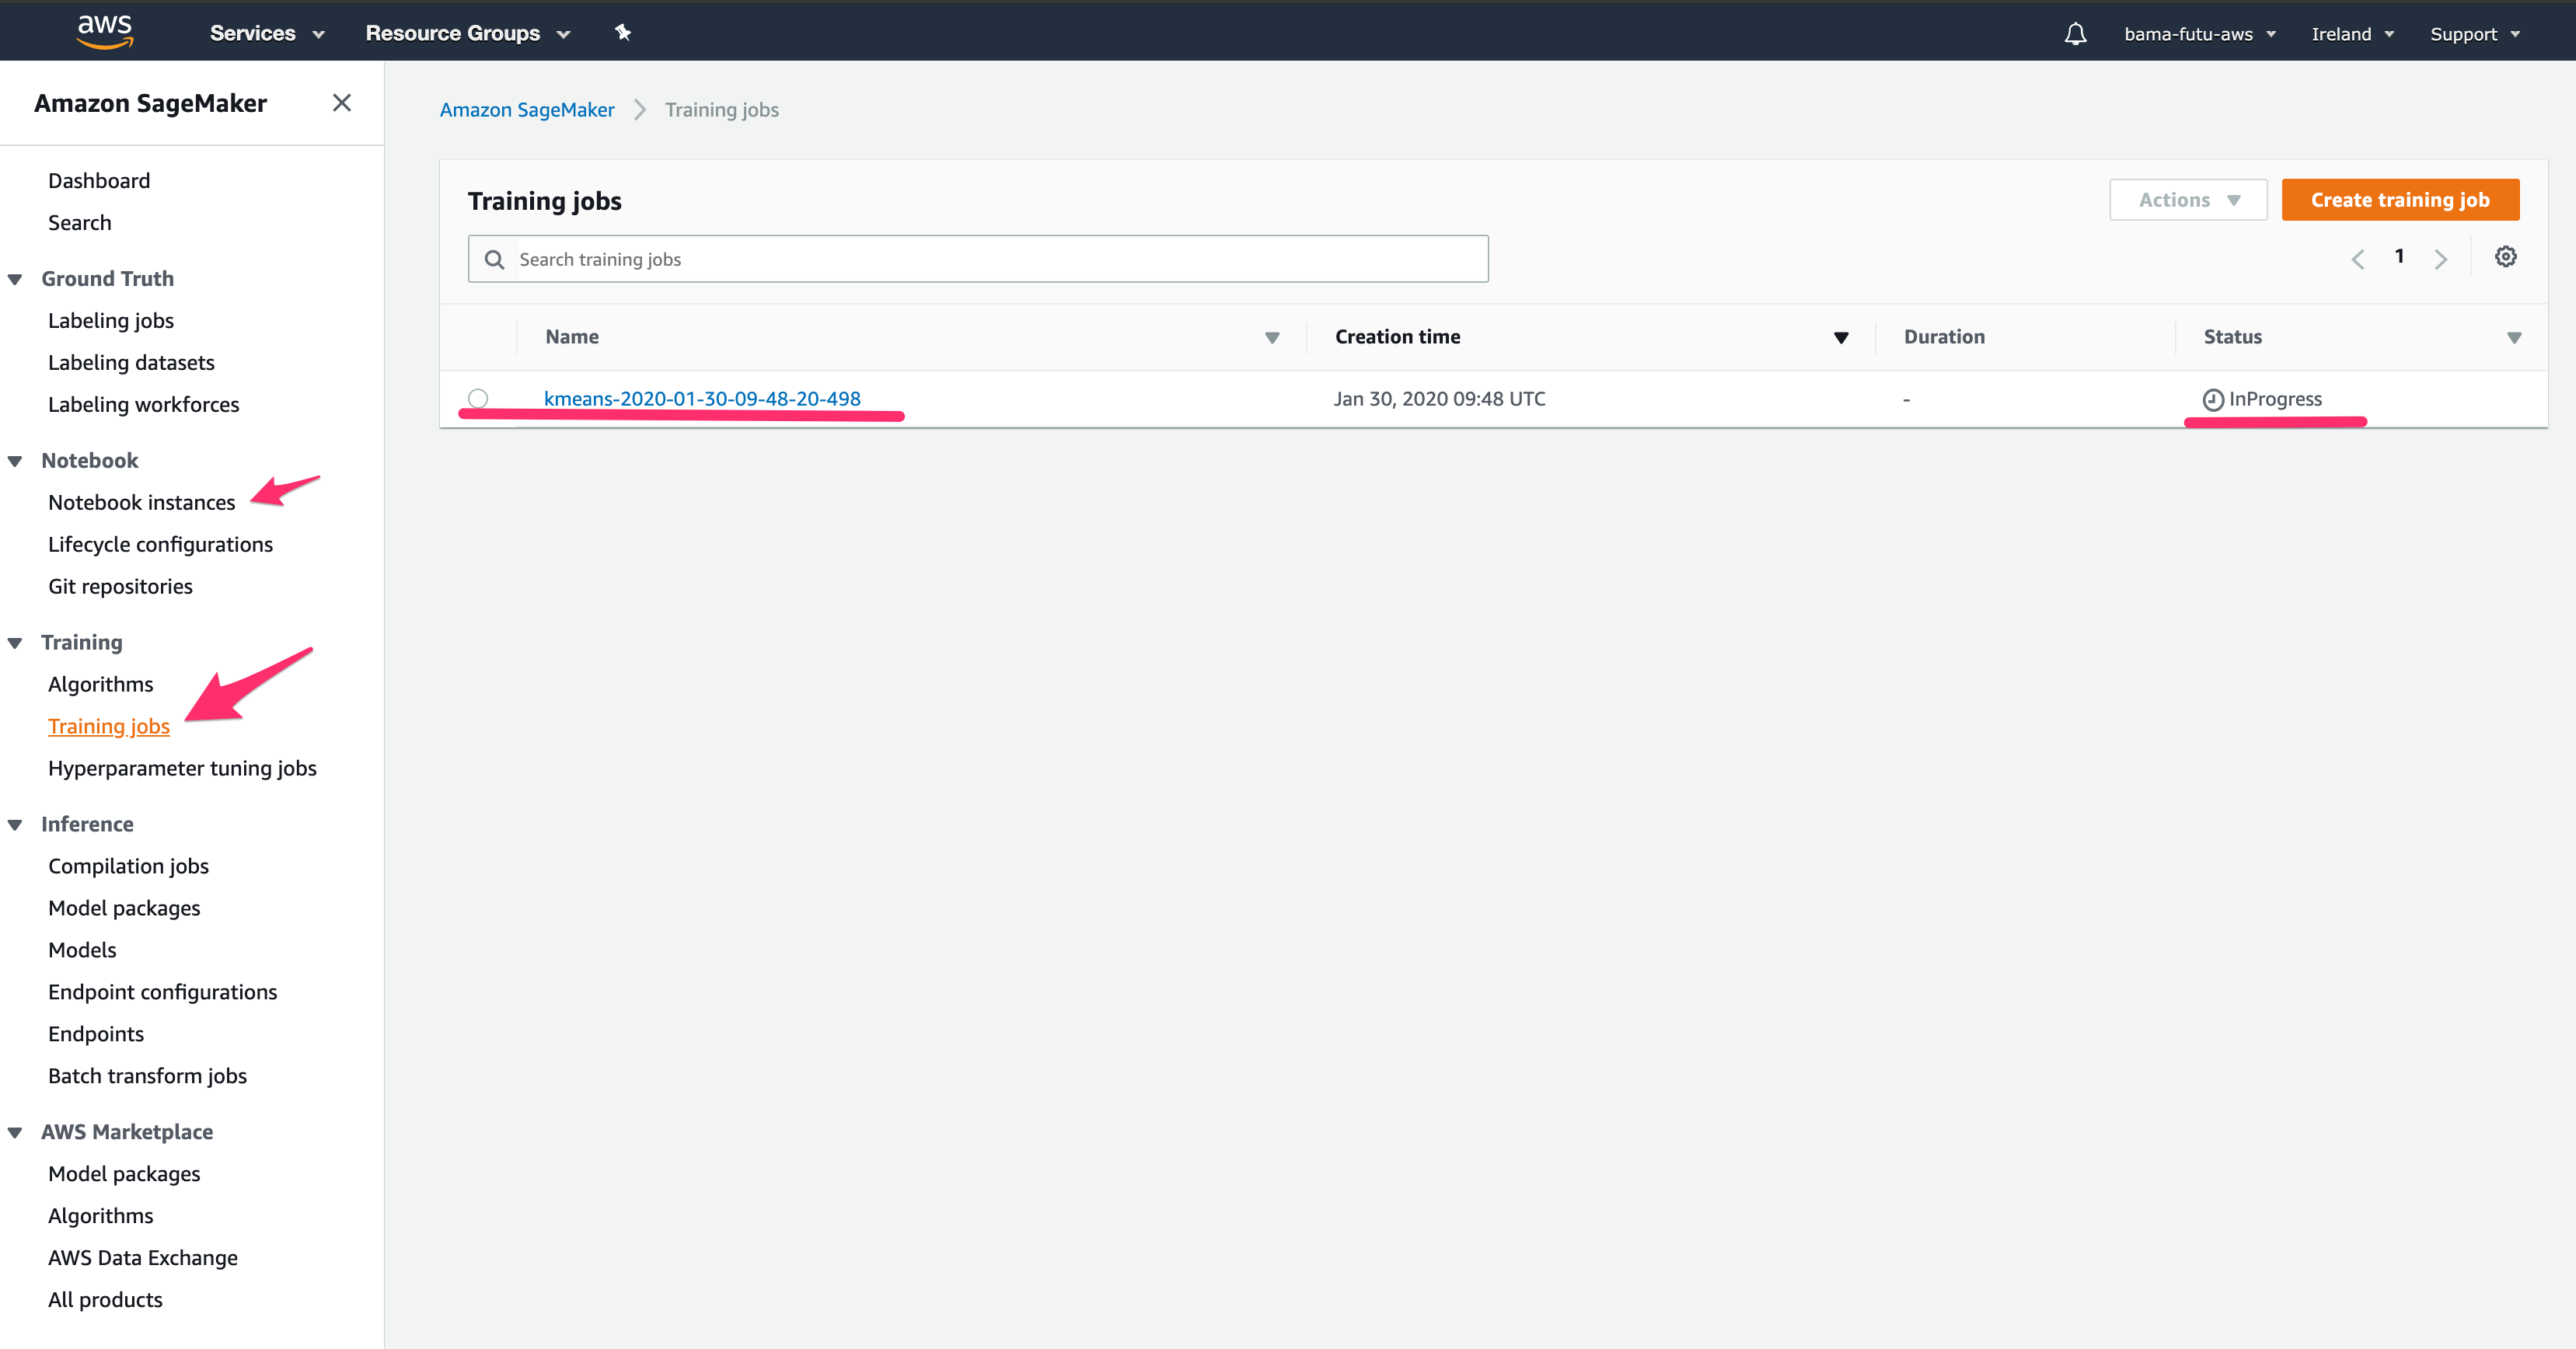 aws Services Resource Groups bama-futu-aws Ireland Support
Amazon SageMaker
Dashboard
Search
Ground Truth
Labeling jobs
Labeling datasets
Labeling workforces
Notebook
Notebook instances
Lifecycle configurations
Git repositories
Training
Algorithms
Training jobs
Hyperparameter tuning jobs
Inference
Compilation jobs
Model packages
Models
Endpoint configurations
Endpoints
Batch transform jobs
AWS Marketplace
Model packages
Algorithms
AWS Data Exchange
All products
Amazon SageMaker Training jobs
Training jobs Actions Create training job
Search training jobs 1
Name Creation time Duration Status
kmeans-2020-01-30-09-48-20-498 Jan 30, 2020 09:48 UTC - InProgress